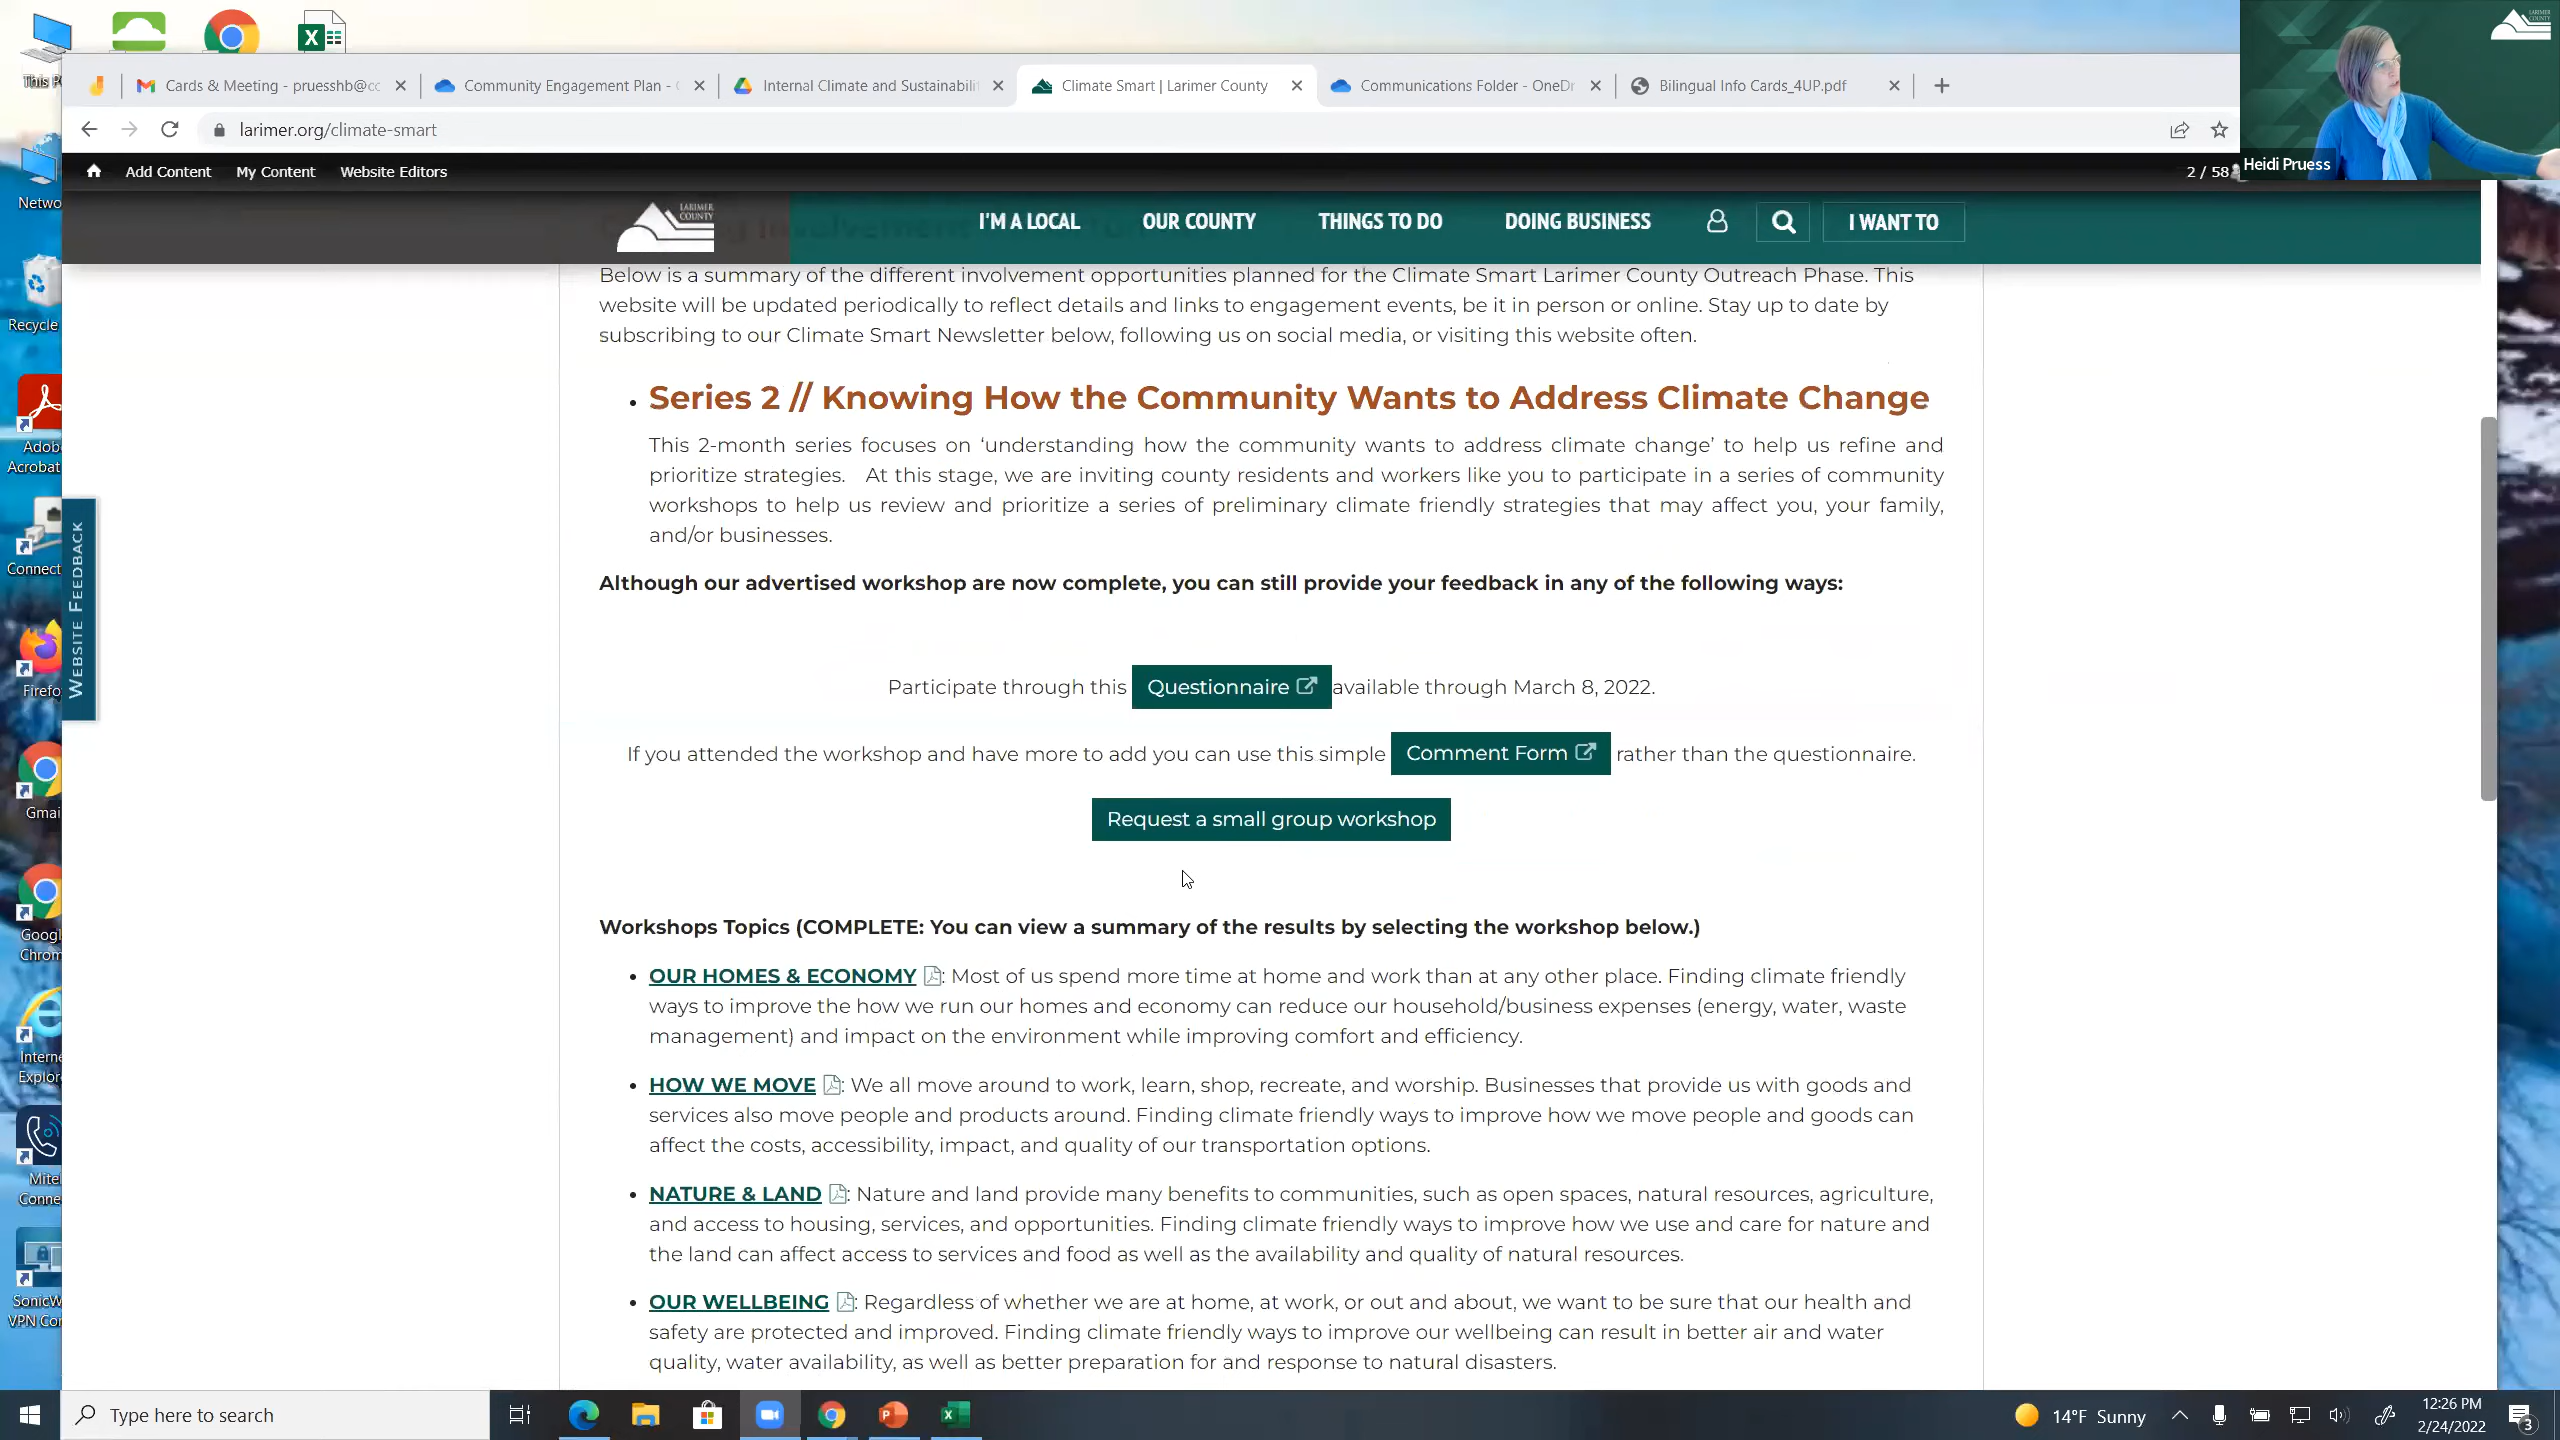 This P
Cards & Meeting - pruesshb@cc
Community Engagement Plan -
Internal Climate and Sustainabili
Climate Smart | Larimer County
Communications Folder - OneDr
Bilingual Info Cards_4UP.pdf
larimer.org/climate-smart
Add Content
My Content
Website Editors
2 / 58
Heidi Pruess
LARIMER COUNTY
LARIMER
COUNTY
I'M A LOCAL
OUR COUNTY
THINGS TO DO
DOING BUSINESS
I WANT TO
Below is a summary of the different involvement opportunities planned for the Climate Smart Larimer County Outreach Phase. This
website will be updated periodically to reflect details and links to engagement events, be it in person or online. Stay up to date by
subscribing to our Climate Smart Newsletter below, following us on social media, or visiting this website often.
• Series 2 // Knowing How the Community Wants to Address Climate Change
This 2-month series focuses on ‘understanding how the community wants to address climate change’ to help us refine and
prioritize strategies. At this stage, we are inviting county residents and workers like you to participate in a series of community
workshops to help us review and prioritize a series of preliminary climate friendly strategies that may affect you, your family,
and/or businesses.
Although our advertised workshop are now complete, you can still provide your feedback in any of the following ways:
Participate through this Questionnaire available through March 8, 2022.
If you attended the workshop and have more to add you can use this simple Comment Form rather than the questionnaire.
Request a small group workshop
Workshops Topics (COMPLETE: You can view a summary of the results by selecting the workshop below.)
• OUR HOMES & ECONOMY : Most of us spend more time at home and work than at any other place. Finding climate friendly
ways to improve the how we run our homes and economy can reduce our household/business expenses (energy, water, waste
management) and impact on the environment while improving comfort and efficiency.
• HOW WE MOVE : We all move around to work, learn, shop, recreate, and worship. Businesses that provide us with goods and
services also move people and products around. Finding climate friendly ways to improve how we move people and goods can
affect the costs, accessibility, impact, and quality of our transportation options.
• NATURE & LAND : Nature and land provide many benefits to communities, such as open spaces, natural resources, agriculture,
and access to housing, services, and opportunities. Finding climate friendly ways to improve how we use and care for nature and
the land can affect access to services and food as well as the availability and quality of natural resources.
• OUR WELLBEING : Regardless of whether we are at home, at work, or out and about, we want to be sure that our health and
safety are protected and improved. Finding climate friendly ways to improve our wellbeing can result in better air and water
quality, water availability, as well as better preparation for and response to natural disasters.
WEBSITE FEEDBACK
Netwo
Recycle
Adob
Acrobat
Connect
Firefo
Gmai
Goog
Chrom
Interne
Explor
Mite
Conne
SonicW
VPN Co
Type here to search
14°F Sunny
12:26 PM
2/24/2022
3